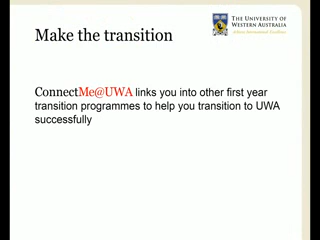 Make the transition
THE UNIVERSITY OF
WESTERN AUSTRALIA
ConnectMe@UWA links you into other first year
transition programmes to help you transition to UWA
successfully